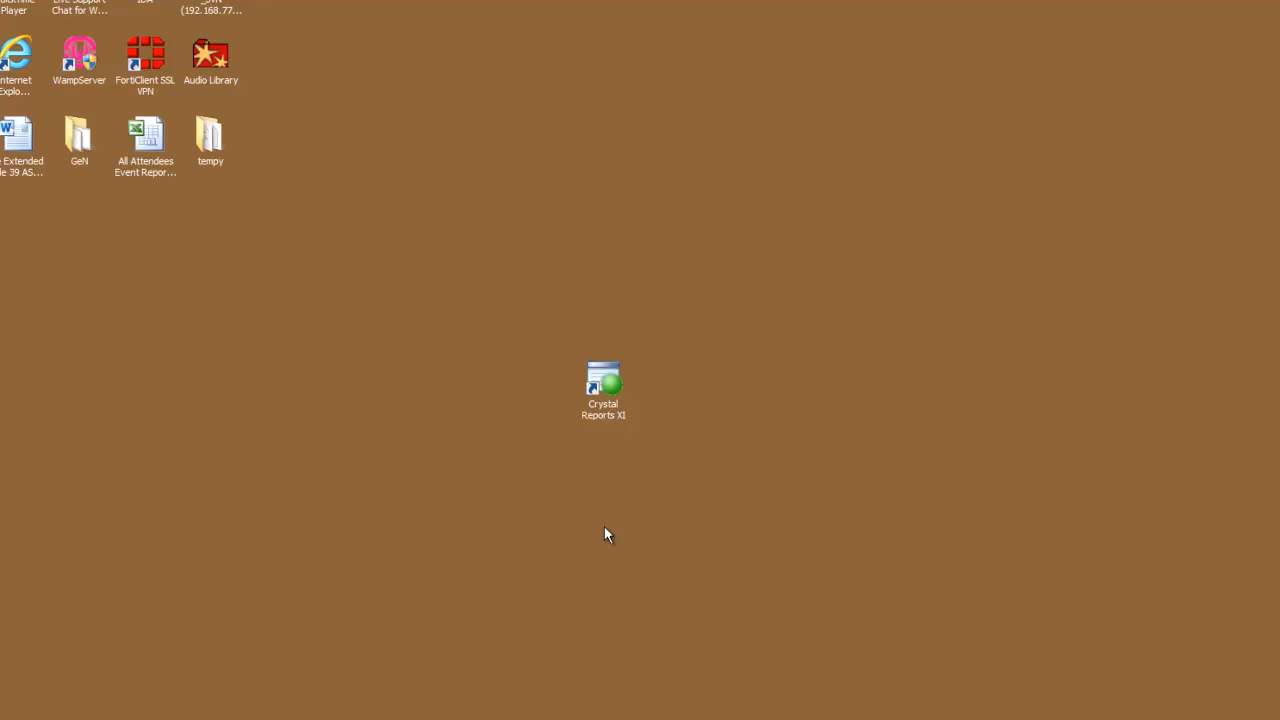 Player
Chat for W...
(192.168.77...
Explo...
WampServer
FortiClient SSL
VPN
Audio Library
Extended
39 AS...
GeN
All Attendees
Event Repor...
tempy
Crystal
Reports XI